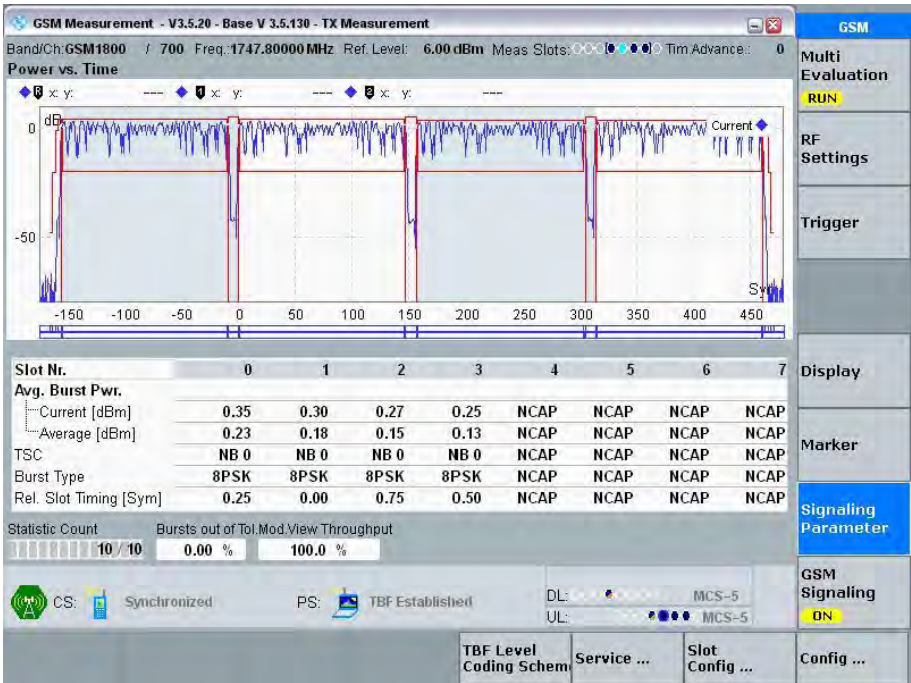 GSM Measurement - V3.5.20 - Base V 3.5.130 - TX Measurement
GSM
Band/Ch:GSM1800 / 700 Freq.:1747.80000 MHz Ref. Level: 6.00 dBm Meas Slots: Tim Advance.: 0
Multi Evaluation
RUN
Power vs. Time
R x: y: --- 1 x: y: --- 2 x: y: ---
0 dB
Current
RF Settings
-50
Trigger
-150 -100 -50 0 50 100 150 200 250 300 350 400 450
Slot Nr. 0 1 2 3 4 5 6 7
Display
Avg. Burst Pwr.
Current [dBm] 0.35 0.30 0.27 0.25 NCAP NCAP NCAP NCAP
Average [dBm] 0.23 0.18 0.15 0.13 NCAP NCAP NCAP NCAP
TSC NB 0 NB 0 NB 0 NB 0 NCAP NCAP NCAP NCAP
Marker
Burst Type 8PSK 8PSK 8PSK 8PSK NCAP NCAP NCAP NCAP
Rel. Slot Timing [Sym] 0.25 0.00 0.75 0.50 NCAP NCAP NCAP NCAP
Signaling Parameter
Statistic Count Bursts out of Tol. Mod.View Throughput
10 / 10 0.00 % 100.0 %
GSM Signaling
ON
CS: Synchronized PS: TBF Established DL: MCS-5
UL: MCS-5
TBF Level
Coding Schem
Service ...
Slot Config ...
Config ...